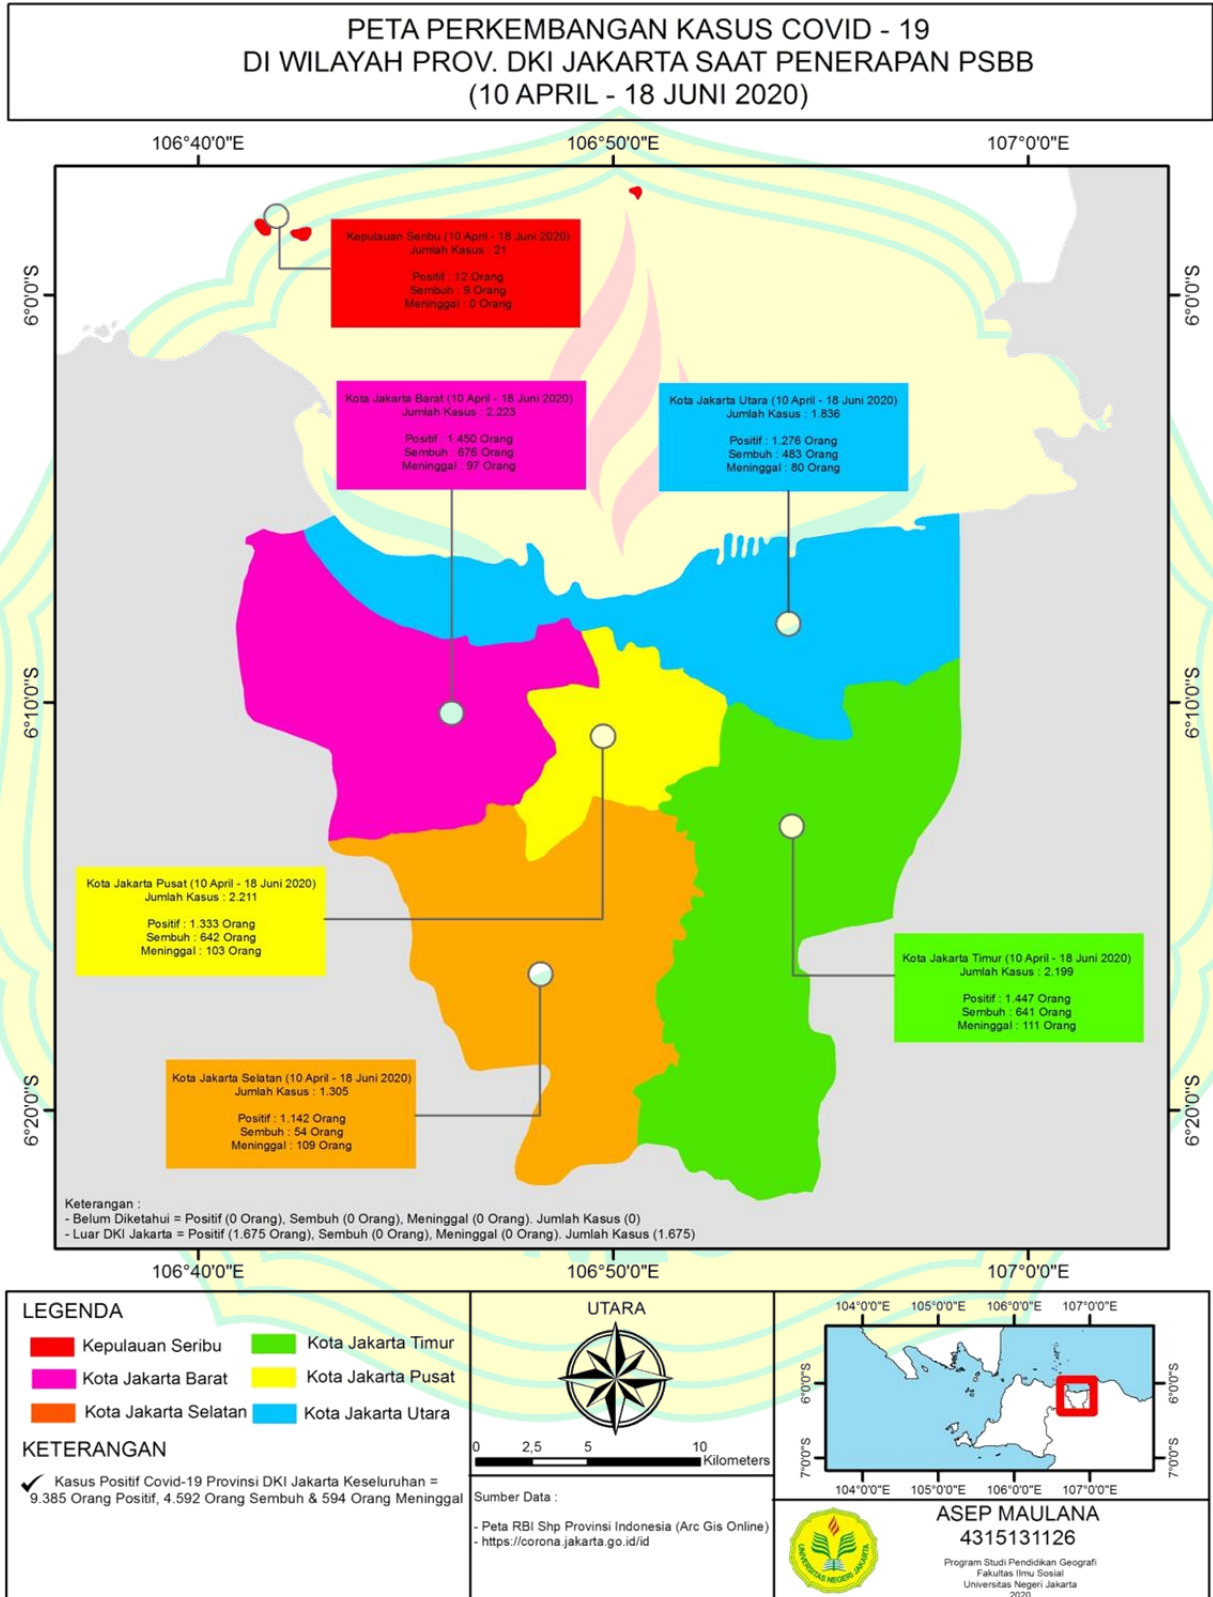 PETA PERKEMBANGAN KASUS COVID - 19
DI WILAYAH PROV. DKI JAKARTA SAAT PENERAPAN PSBB
(10 APRIL - 18 JUNI 2020)
106°40'0"E
106°50'0"E
107°0'0"E
6°0'0"S
6°0'0"S
Kepulauan Seribu (10 April - 18 Juni 2020)
Jumlah Kasus : 21
Positif : 12 Orang
Sembuh : 9 Orang
Meninggal : 0 Orang
Kota Jakarta Barat (10 April - 18 Juni 2020)
Jumlah Kasus : 2.223
Positif : 1.450 Orang
Sembuh : 676 Orang
Meninggal : 97 Orang
Kota Jakarta Utara (10 April - 18 Juni 2020)
Jumlah Kasus : 1.836
Positif : 1.276 Orang
Sembuh : 483 Orang
Meninggal : 80 Orang
6°10'0"S
6°10'0"S
Kota Jakarta Pusat (10 April - 18 Juni 2020)
Jumlah Kasus : 2.211
Positif : 1.333 Orang
Sembuh : 642 Orang
Meninggal : 103 Orang
Kota Jakarta Timur (10 April - 18 Juni 2020)
Jumlah Kasus : 2.199
Positif : 1.447 Orang
Sembuh : 641 Orang
Meninggal : 111 Orang
Kota Jakarta Selatan (10 April - 18 Juni 2020)
Jumlah Kasus : 1.305
Positif : 1.142 Orang
Sembuh : 54 Orang
Meninggal : 109 Orang
6°20'0"S
6°20'0"S
Keterangan :
- Belum Diketahui = Positif (0 Orang), Sembuh (0 Orang), Meninggal (0 Orang). Jumlah Kasus (0)
- Luar DKI Jakarta = Positif (1.675 Orang), Sembuh (0 Orang), Meninggal (0 Orang). Jumlah Kasus (1.675)
106°40'0"E
106°50'0"E
107°0'0"E
LEGENDA
Kepulauan Seribu
Kota Jakarta Timur
Kota Jakarta Barat
Kota Jakarta Pusat
Kota Jakarta Selatan
Kota Jakarta Utara
KETERANGAN
Kasus Positif Covid-19 Provinsi DKI Jakarta Keseluruhan =
9.385 Orang Positif, 4.592 Orang Sembuh & 594 Orang Meninggal
UTARA
0 2,5 5 10
Kilometers
Sumber Data :
- Peta RBI Shp Provinsi Indonesia (Arc Gis Online)
- https://corona.jakarta.go.id/id
104°0'0"E 105°0'0"E 106°0'0"E 107°0'0"E
6°0'0"S
6°0'0"S
7°0'0"S
7°0'0"S
104°0'0"E 105°0'0"E 106°0'0"E 107°0'0"E
UNIVERSITAS NEGERI JAKARTA
ASEP MAULANA
4315131126
Program Studi Pendidikan Geografi
Fakultas Ilmu Sosial
Universitas Negeri Jakarta
2020